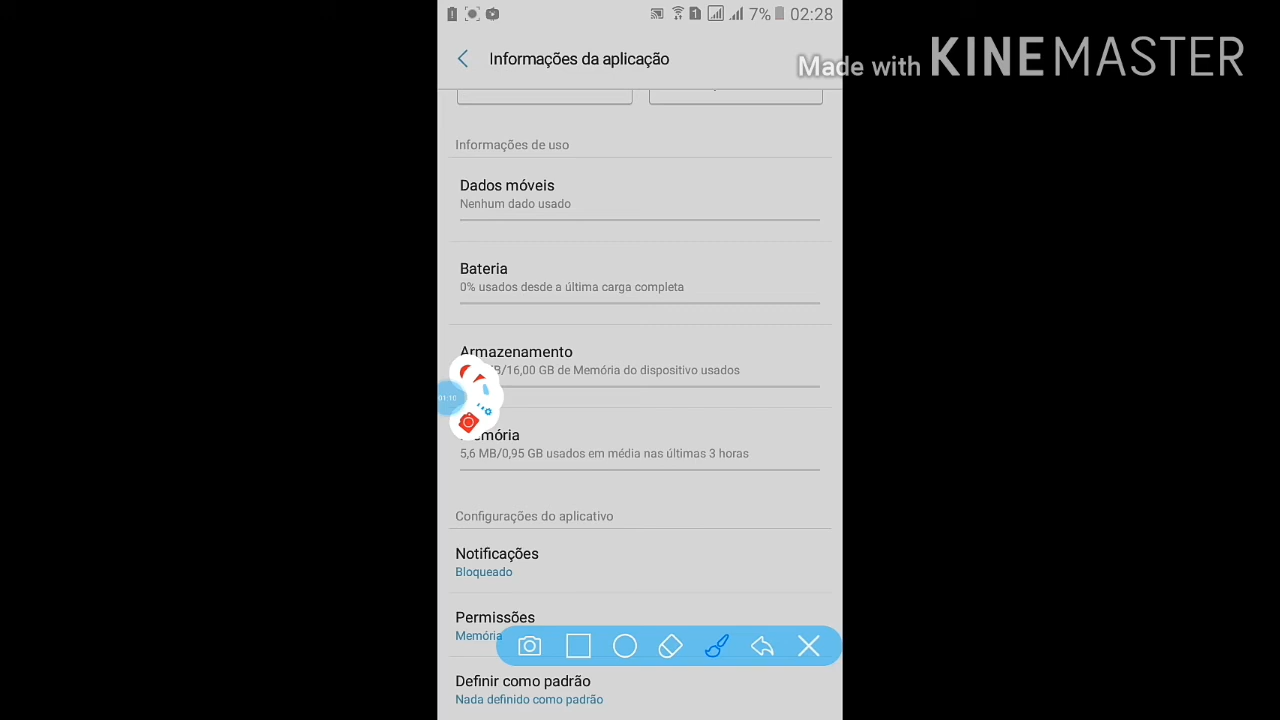 7% 02:28
Informações da aplicação
Made with KINEMASTER
Informações de uso
Dados móveis
Nenhum dado usado
Bateria
0% usados desde a última carga completa
Armazenamento
B/16,00 GB de Memória do dispositivo usados
01:10
mória
5,6 MB/0,95 GB usados em média nas últimas 3 horas
Configurações do aplicativo
Notificações
Bloqueado
Permissões
Memória
Definir como padrão
Nada definido como padrão